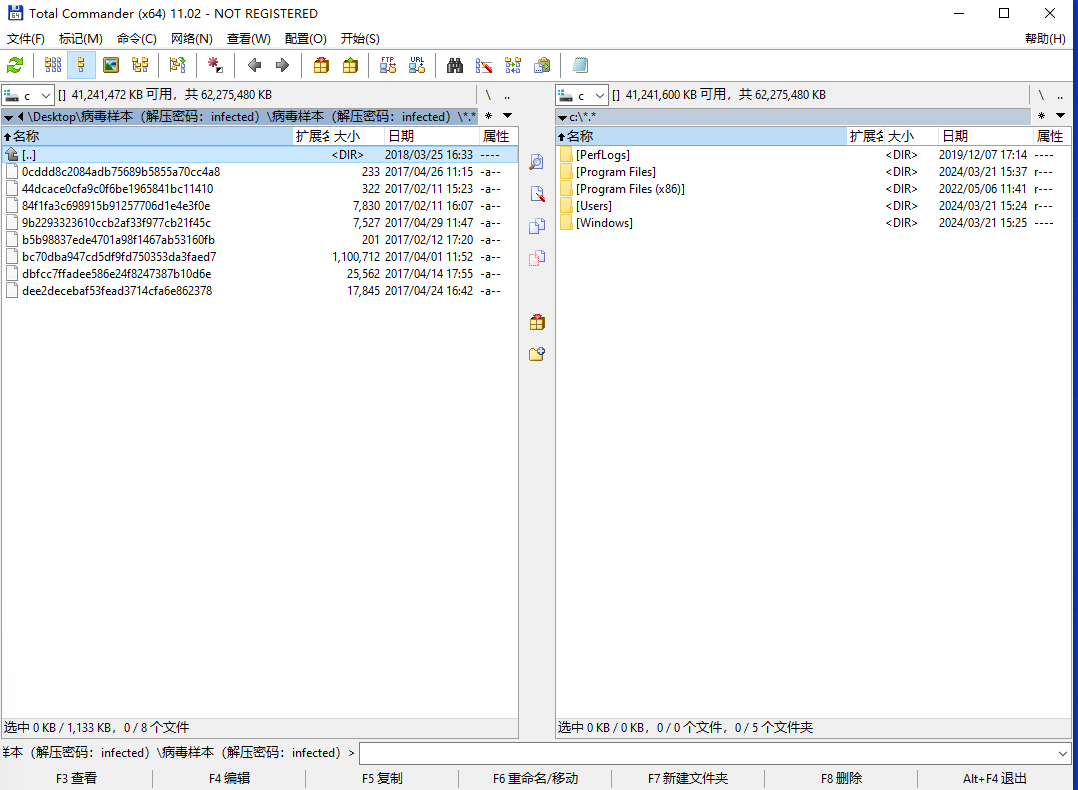 Total Commander (x64) 11.02 - NOT REGISTERED
文件(F) 标记(M) 命令(C) 网络(N) 查看(W) 配置(O) 开始(S) 帮助(H)
FTP URL
c [] 41,241,472 KB 可用，共 62,275,480 KB \ ..
\Desktop\病毒样本（解压密码：infected）\病毒样本（解压密码：infected）\*.* *
名称 扩展名 大小 日期 属性
[..] <DIR> 2018/03/25 16:33 ----
0cddd8c2084adb75689b5855a70cc4a8 233 2017/04/26 11:15 -a--
44dcace0cfa9c0f6be1965841bc11410 322 2017/02/11 15:23 -a--
84f1fa3c698915b91257706d1e4e3f0e 7,830 2017/02/11 16:07 -a--
9b2293323610ccb2af33f977cb21f45c 7,527 2017/04/29 11:47 -a--
b5b98837ede4701a98f1467ab53160fb 201 2017/02/12 17:20 -a--
bc70dba947cd5df9fd750353da3faed7 1,100,712 2017/04/01 11:52 -a--
dbfcc7ffadee586e24f8247387b10d6e 25,562 2017/04/14 17:55 -a--
dee2decebaf53fead3714cfa6e862378 17,845 2017/04/24 16:42 -a--
选中 0 KB / 1,133 KB，0 / 8 个文件
c [] 41,241,600 KB 可用，共 62,275,480 KB \ ..
c:\*.* *
名称 扩展名 大小 日期 属性
[PerfLogs] <DIR> 2019/12/07 17:14 ----
[Program Files] <DIR> 2024/03/21 15:37 r---
[Program Files (x86)] <DIR> 2022/05/06 11:41 r---
[Users] <DIR> 2024/03/21 15:24 r---
[Windows] <DIR> 2024/03/21 15:25 ----
选中 0 KB / 0 KB，0 / 0 个文件，0 / 5 个文件夹
样本（解压密码：infected）\病毒样本（解压密码：infected）>
F3 查看 F4 编辑 F5 复制 F6 重命名/移动 F7 新建文件夹 F8 删除 Alt+F4 退出